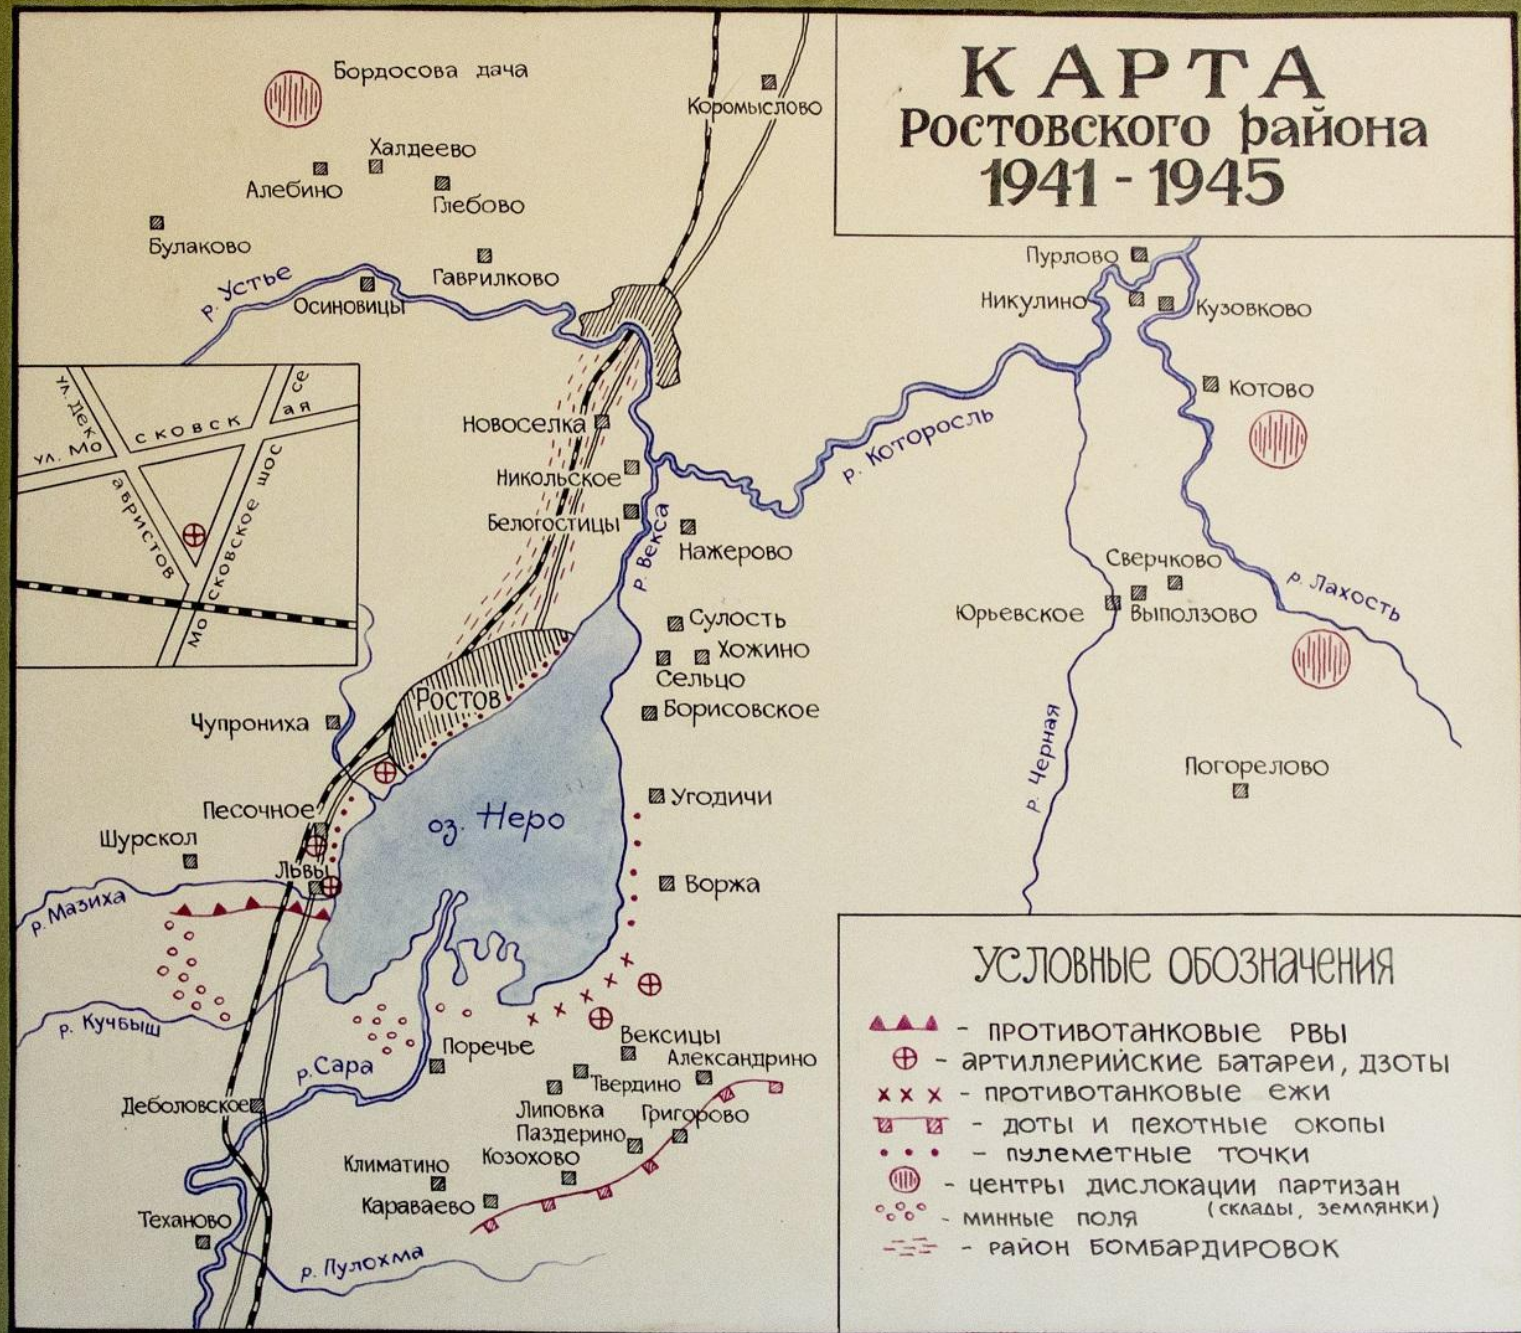 КАРТА
Ростовского района
1941 - 1945
Бордосова дача
Коромыслово
Халдеево
Алебино
Глебово
Булаково
Гаврилково
р. Устье
Осиновицы
Пурлово
Никулино
Кузовково
Котово
р. Которосль
Новоселка
Никольское
Белогостицы
р. Векса
Нажерово
ул. Дек
абристов
ул. Мо
сковск
ая
се
Мо
сковское шос
Сверчково
Юрьевское
Выползово
р. Лахость
Сулость
Хожино
Сельцо
Борисовское
Ростов
Чупрониха
р. Черная
Погорелово
Песочное
оз. Неро
Угодичи
Шурскол
Львы
Воржа
р. Мазиха
р. Кучбыш
Поречье
Вексицы
р. Сара
Александрино
Твердино
Деболовское
Липовка
Григорово
Паздерино
Климатино
Козохово
Караваево
Теханово
р. Пулохма
УСЛОВНЫЕ ОБОЗНАЧЕНИЯ
- ПРОТИВОТАНКОВЫЕ РВЫ
- АРТИЛЛЕРИЙСКИЕ БАТАРЕИ, ДЗОТЫ
- ПРОТИВОТАНКОВЫЕ ЕЖИ
- ДОТЫ И ПЕХОТНЫЕ ОКОПЫ
- ПУЛЕМЕТНЫЕ ТОЧКИ
- ЦЕНТРЫ ДИСЛОКАЦИИ ПАРТИЗАН
(СКЛАДЫ, ЗЕМЛЯНКИ)
- МИННЫЕ ПОЛЯ
- РАЙОН БОМБАРДИРОВОК